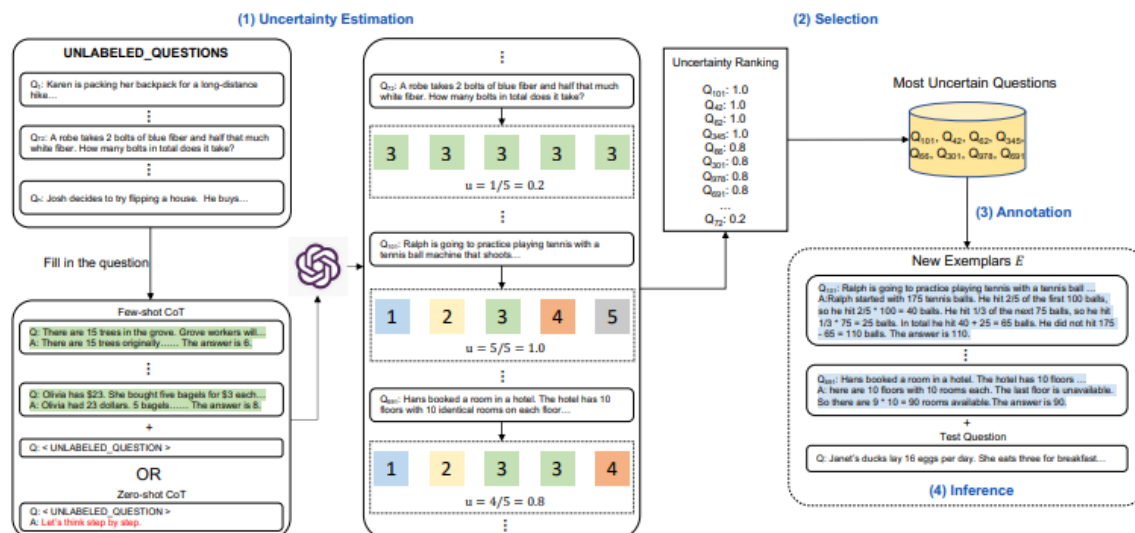 (1) Uncertainty Estimation
UNLABELED_QUESTIONS
Q1: Karen is packing her backpack for a long-distance
hike…
⋮
Q72: A robe takes 2 bolts of blue fiber and half that much
white fiber. How many bolts in total does it take?
⋮
Qn: Josh decides to try flipping a house. He buys…
Fill in the question
Few-shot CoT
Q: There are 15 trees in the grove. Grove workers will…
A: There are 15 trees originally…… The answer is 6.
⋮
Q: Olivia has $23. She bought five bagels for $3 each…
A: Olivia had 23 dollars. 5 bagels…… The answer is 8.
+
Q: < UNLABELED_QUESTION >
OR
Zero-shot CoT
Q: < UNLABELED_QUESTION >
A: Let's think step by step.
⋮
Q72: A robe takes 2 bolts of blue fiber and half that much
white fiber. How many bolts in total does it take?
3 3 3 3 3
u = 1/5 = 0.2
⋮
Q101: Ralph is going to practice playing tennis with a
tennis ball machine that shoots…
1 2 3 4 5
u = 5/5 = 1.0
⋮
Q691: Hans booked a room in a hotel. The hotel has 10
floors with 10 identical rooms on each floor…
1 2 3 3 4
u = 4/5 = 0.8
⋮
(2) Selection
Uncertainty Ranking
Q101: 1.0
Q42: 1.0
Q62: 1.0
Q345: 1.0
Q66: 0.8
Q301: 0.8
Q978: 0.8
Q691: 0.8
…
Q72: 0.2
Most Uncertain Questions
Q101, Q42, Q62, Q345,
Q66, Q301, Q978, Q691
(3) Annotation
New Exemplars E
Q101: Ralph is going to practice playing tennis with a tennis ball …
A:Ralph started with 175 tennis balls. He hit 2/5 of the first 100 balls,
so he hit 2/5 * 100 = 40 balls. He hit 1/3 of the next 75 balls, so he hit
1/3 * 75 = 25 balls. In total he hit 40 + 25 = 65 balls. He did not hit 175
- 65 = 110 balls. The answer is 110.
⋮
Q691: Hans booked a room in a hotel. The hotel has 10 floors …
A: here are 10 floors with 10 rooms each. The last floor is unavailable.
So there are 9 * 10 = 90 rooms available.The answer is 90.
+
Test Question
Q: Janet's ducks lay 16 eggs per day. She eats three for breakfast…
(4) Inference